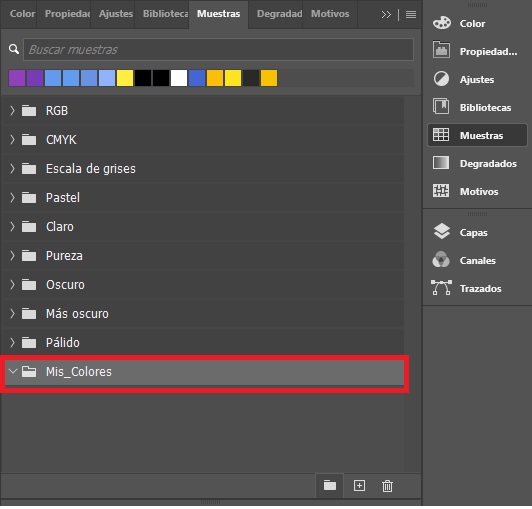 Color Propiedad Ajustes Biblioteca Muestras Degradad Motivos
Buscar muestras
RGB
CMYK
Escala de grises
Pastel
Claro
Pureza
Oscuro
Más oscuro
Pálido
Mis_Colores
Color
Propiedad...
Ajustes
Bibliotecas
Muestras
Degradados
Motivos
Capas
Canales
Trazados